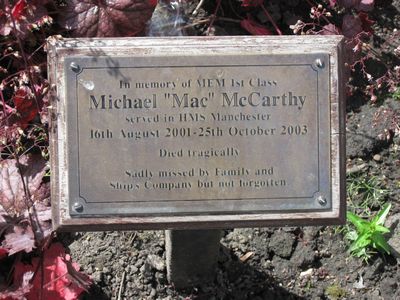 In memory of MEM 1st Class
Michael "Mac" McCarthy
served in HMS Manchester
16th August 2001-25th October 2003
Died tragically
Sadly missed by Family and
Ship's Company but not forgotten.